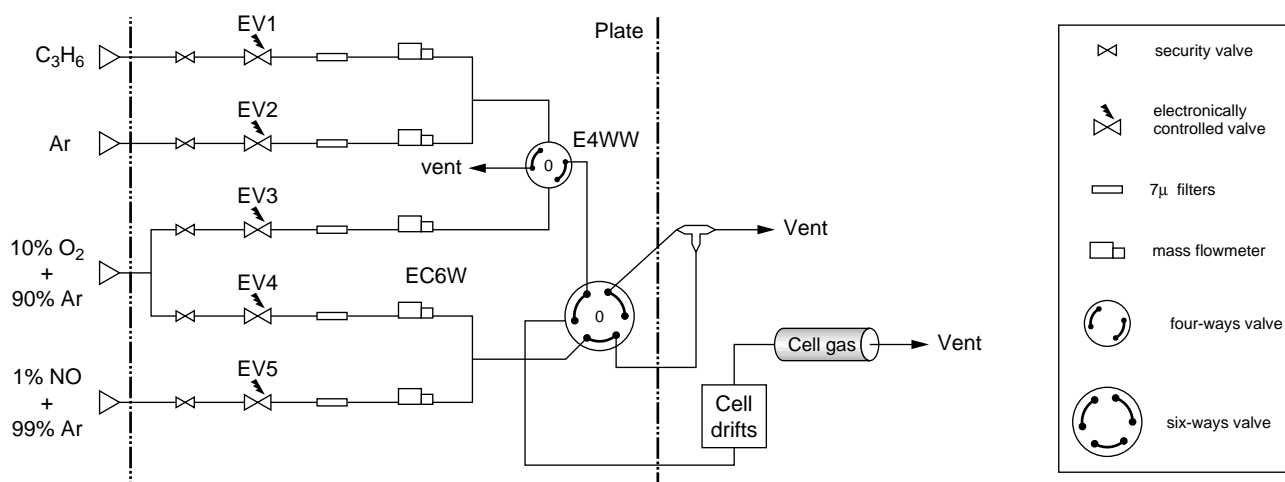 EV1
Plate
C3H6
security valve
EV2
electronically
controlled valve
Ar
E4WW
0
vent
EV3
7μ filters
Vent
10% O2
+
90% Ar
EC6W
mass flowmeter
EV4
0
four-ways valve
Cell gas
Vent
EV5
1% NO
+
99% Ar
Cell
drifts
six-ways valve